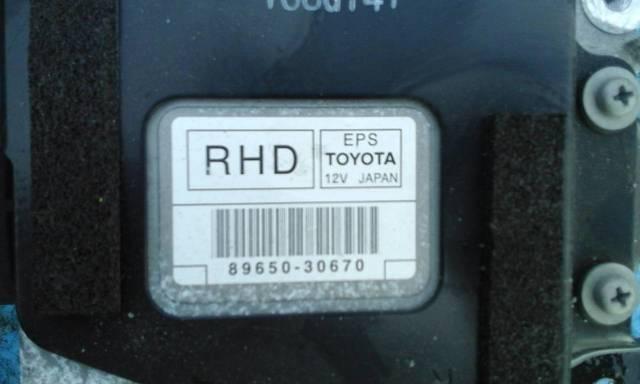 RHD
EPS
TOYOTA
12V JAPAN
89650-30670